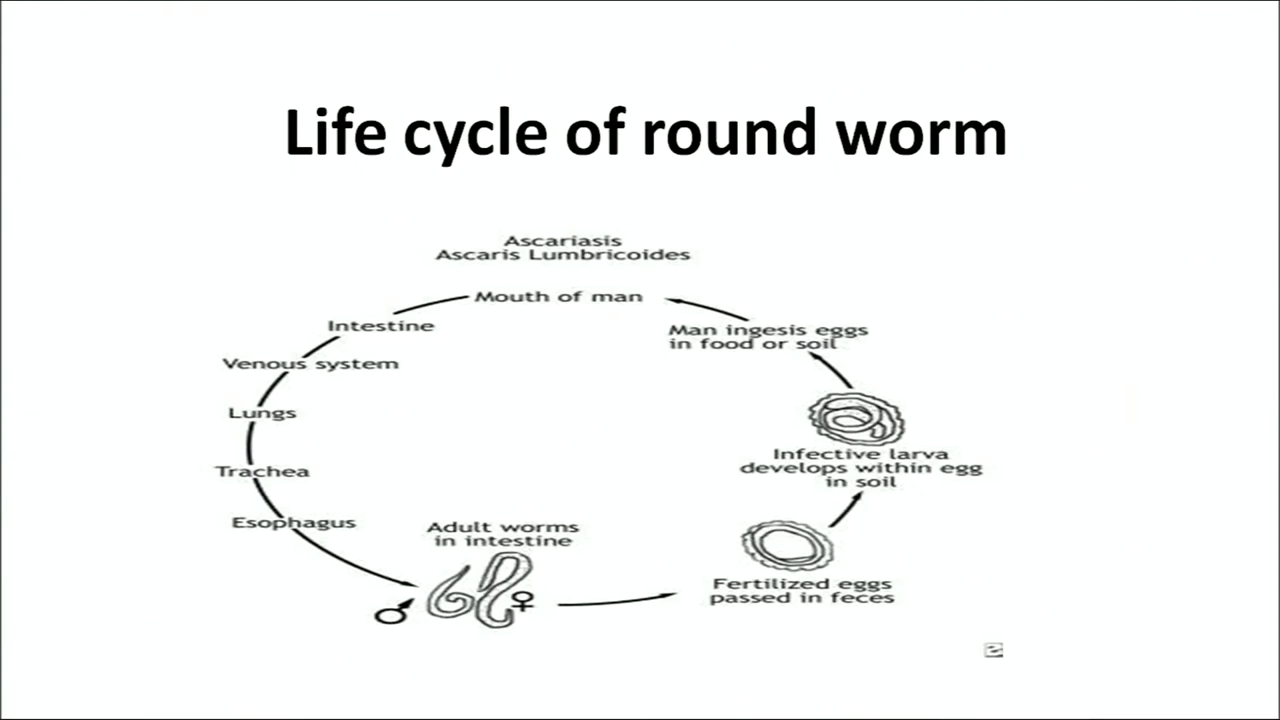 Life cycle of round worm
Ascariasis
Ascaris Lumbricoides
Mouth of man
Intestine
Man ingesis eggs
in food or soil
Venous system
Lungs
Infective larva
develops within egg
in soil
Trachea
Esophagus
Adult worms
in intestine
Fertilized eggs
passed in feces